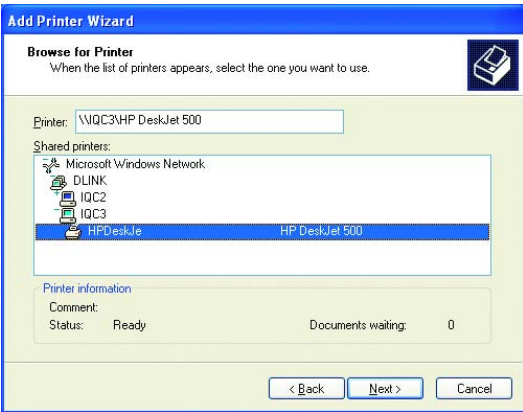 Add Printer Wizard
Browse for Printer
When the list of printers appears, select the one you want to use.
Printer: \\IQC3\HP DeskJet 500
Shared printers:
Microsoft Windows Network
DLINK
IQC2
IQC3
HPDeskJe HP DeskJet 500
Printer information
Comment:
Status: Ready Documents waiting: 0
< Back Next > Cancel